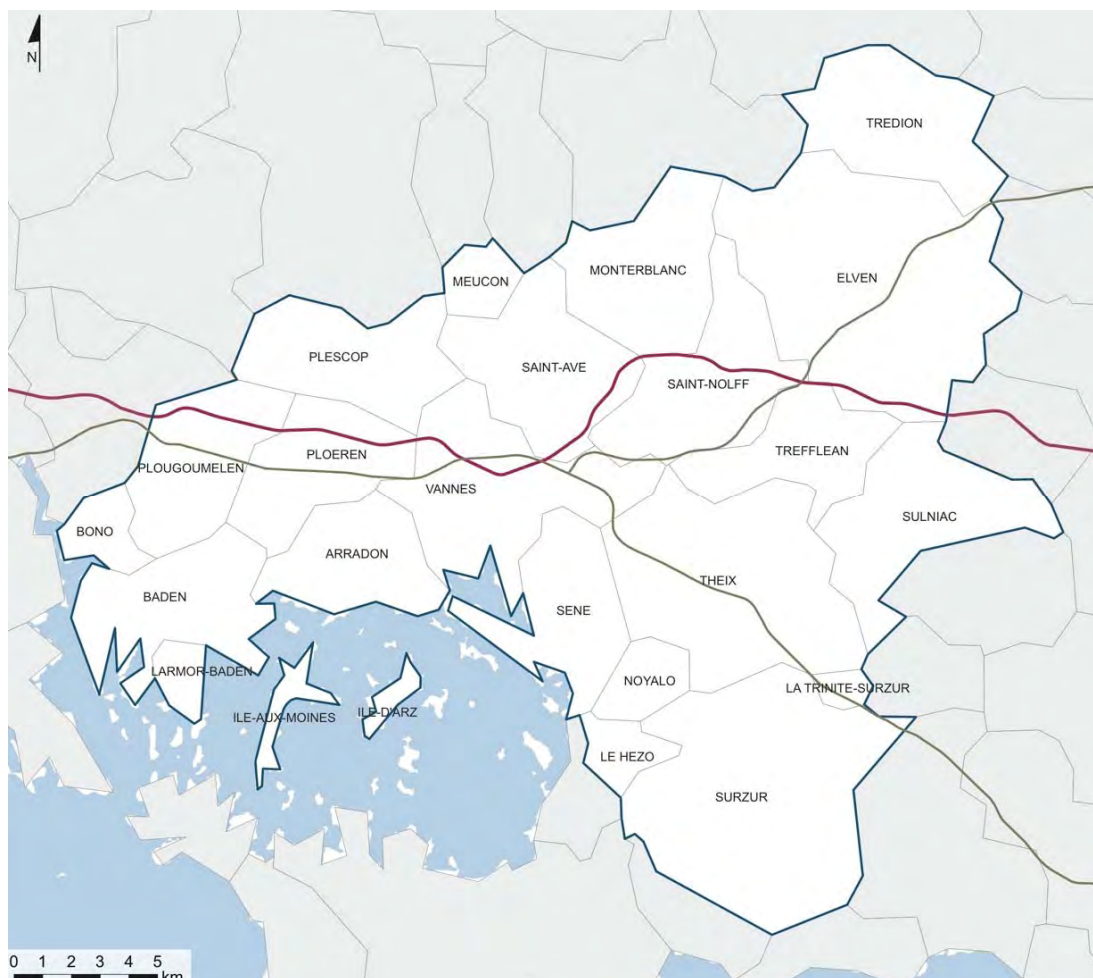 N
TREDION
MONTERBLANC
ELVEN
MEUCON
PLESCOP
SAINT-AVE
SAINT-NOLFF
PLOEREN
TREFFLEAN
PLOUGOUMELEN
VANNES
SULNIAC
BONO
ARRADON
THEIX
BADEN
SENE
LARMOR-BADEN
NOYALO
LA TRINITE-SURZUR
ILE-D'ARZ
ILE-AUX-MOINES
LE HEZO
SURZUR
0 1 2 3 4 5
km